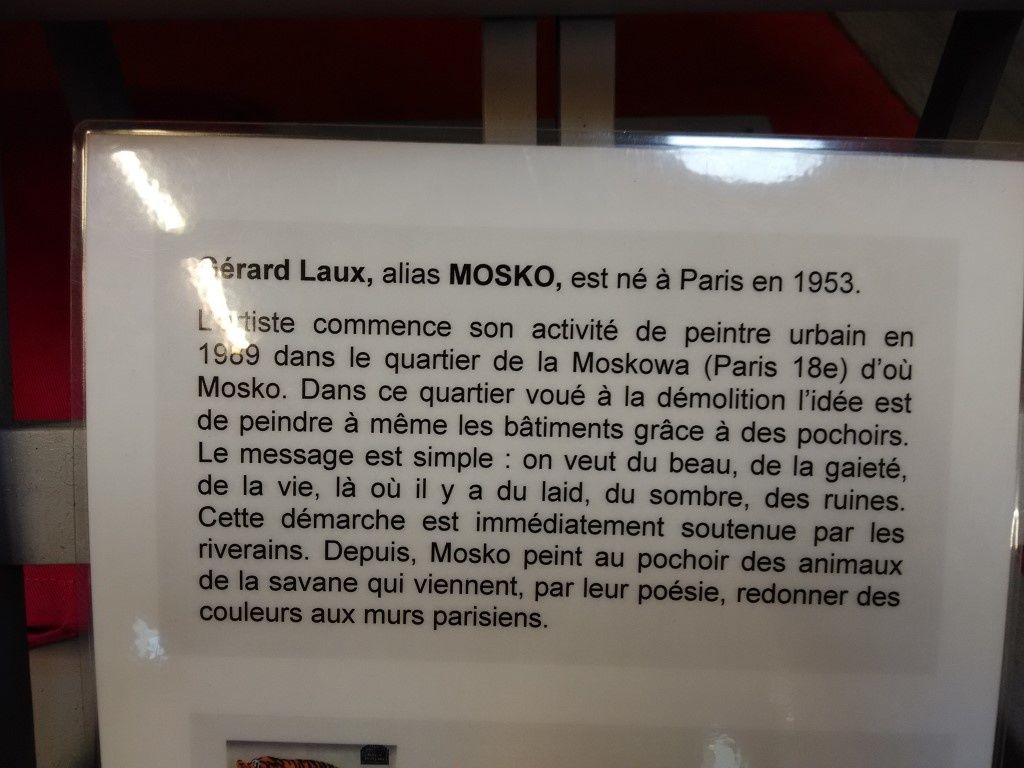 Gérard Laux, alias MOSKO, est né à Paris en 1953.
L'artiste commence son activité de peintre urbain en
1989 dans le quartier de la Moskowa (Paris 18e) d'où
Mosko. Dans ce quartier voué à la démolition l'idée est
de peindre à même les bâtiments grâce à des pochoirs.
Le message est simple : on veut du beau, de la gaieté,
de la vie, là où il y a du laid, du sombre, des ruines.
Cette démarche est immédiatement soutenue par les
riverains. Depuis, Mosko peint au pochoir des animaux
de la savane qui viennent, par leur poésie, redonner des
couleurs aux murs parisiens.